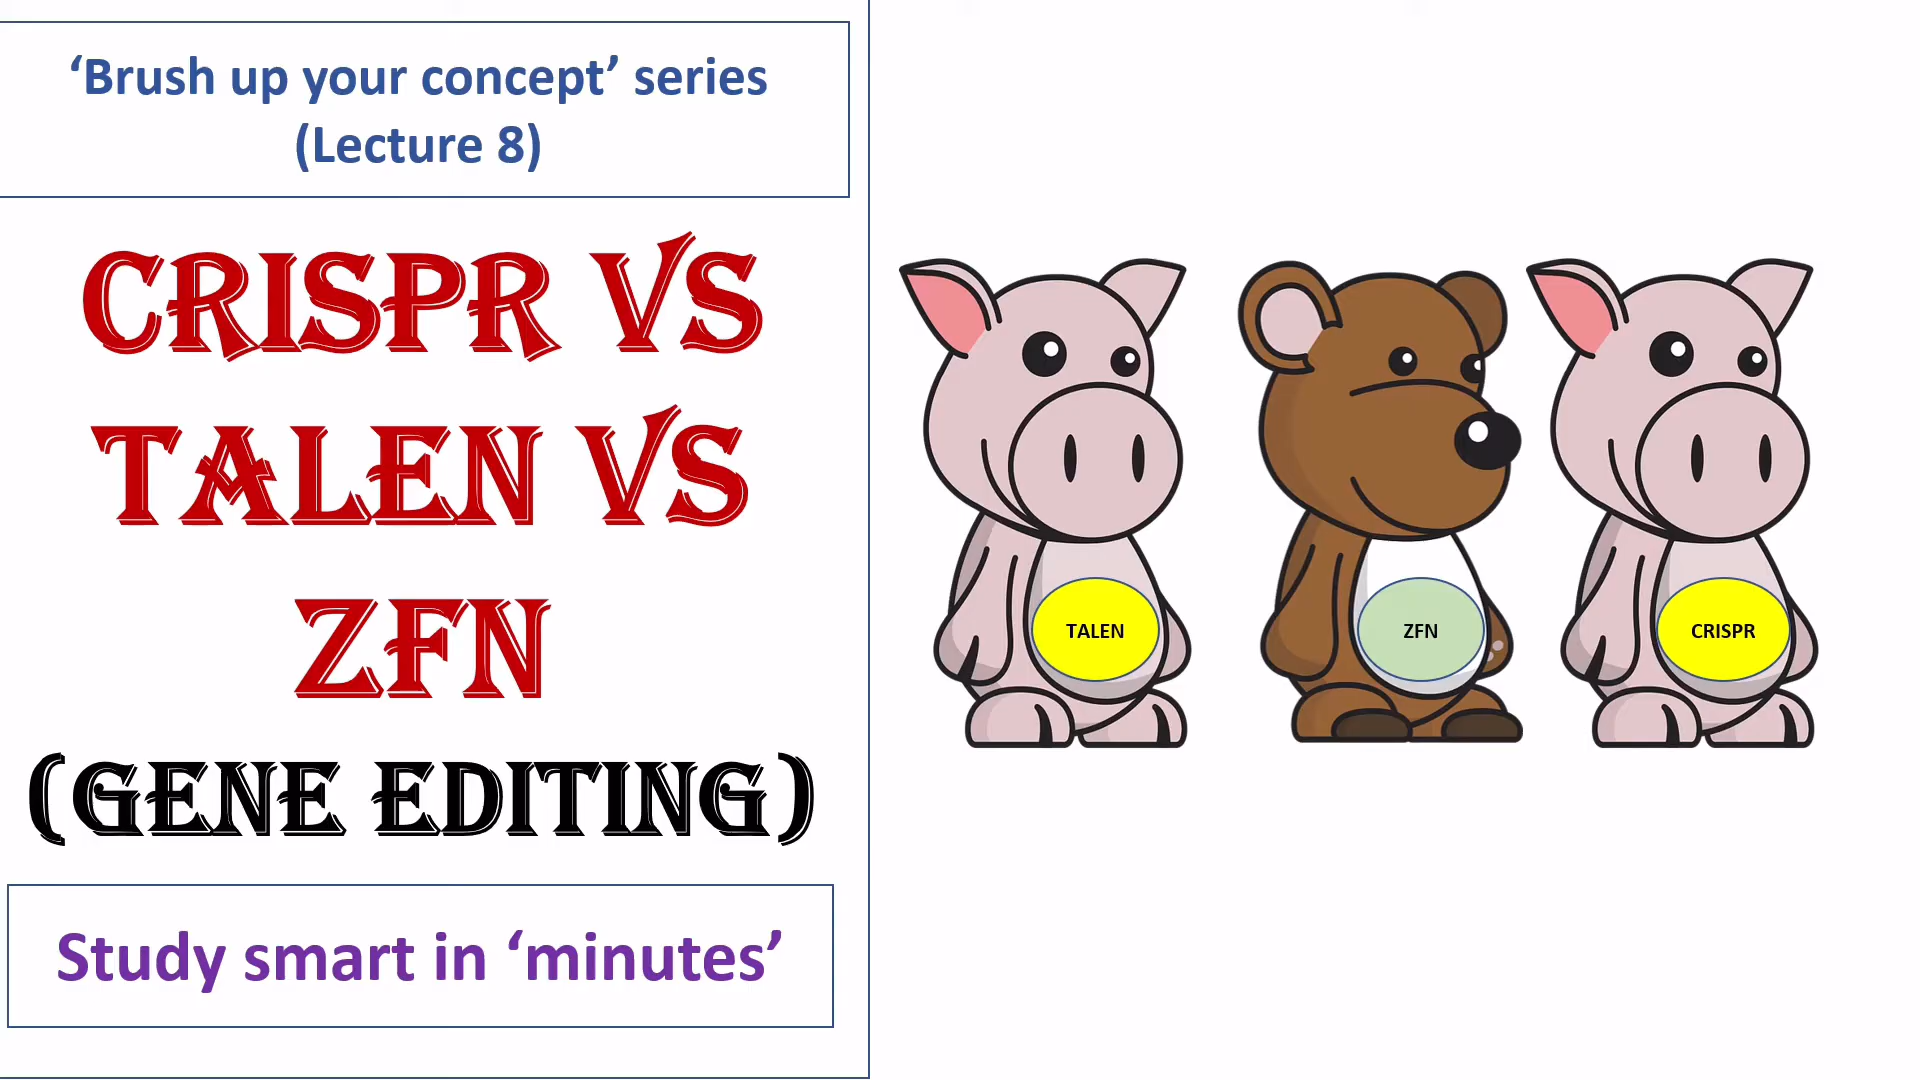 ‘Brush up your concept’ series
(Lecture 8)
CRISPR VS
TALEN VS
ZFN
(GENE EDITING)
Study smart in ‘minutes’
TALEN
ZFN
CRISPR